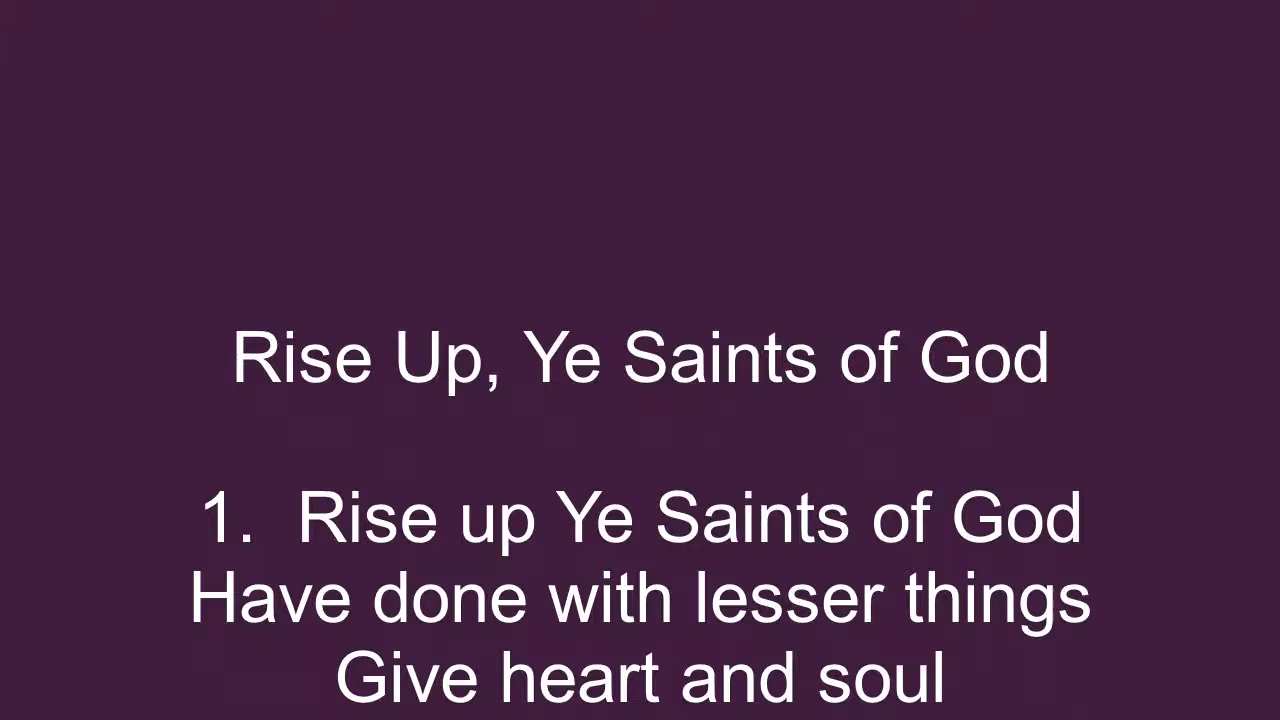 Rise Up, Ye Saints of God
1. Rise up Ye Saints of God
Have done with lesser things
Give heart and soul